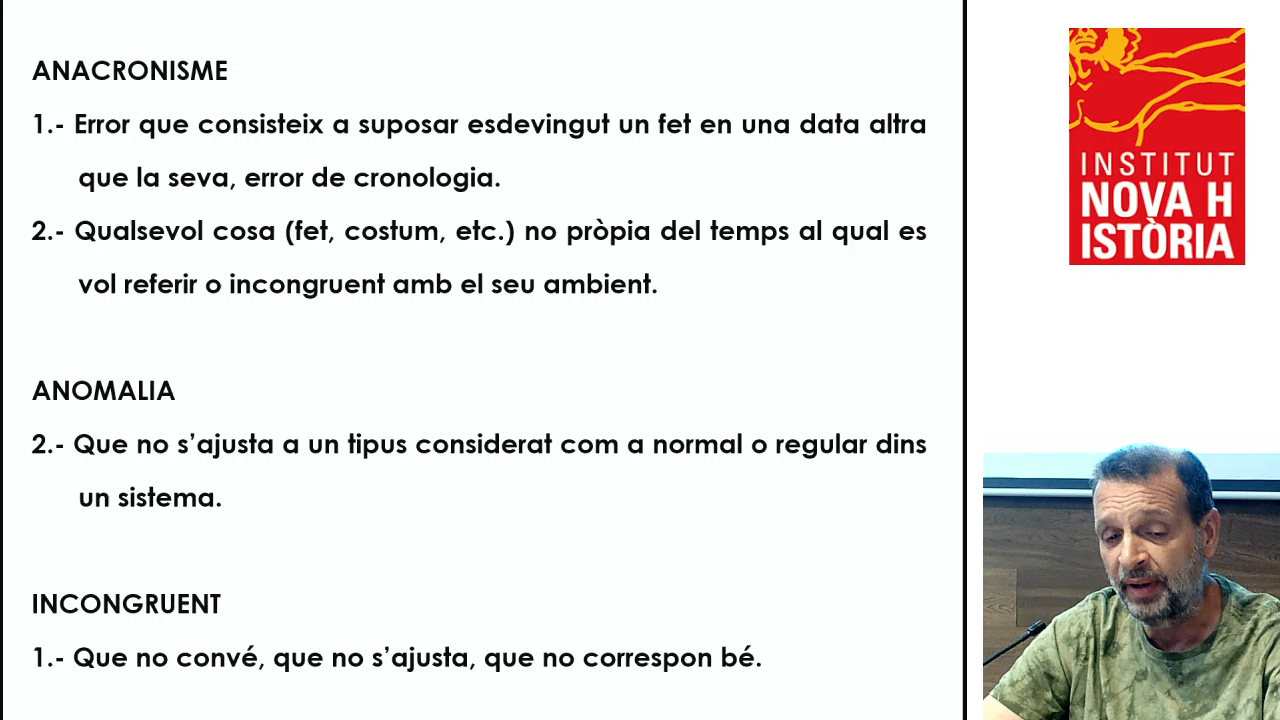 ANACRONISME
1.- Error que consisteix a suposar esdevingut un fet en una data altra
que la seva, error de cronologia.
2.- Qualsevol cosa (fet, costum, etc.) no pròpia del temps al qual es
vol referir o incongruent amb el seu ambient.
ANOMALIA
2.- Que no s’ajusta a un tipus considerat com a normal o regular dins
un sistema.
INCONGRUENT
1.- Que no convé, que no s’ajusta, que no correspon bé.
INSTITUT
NOVA H
ISTÒRIA